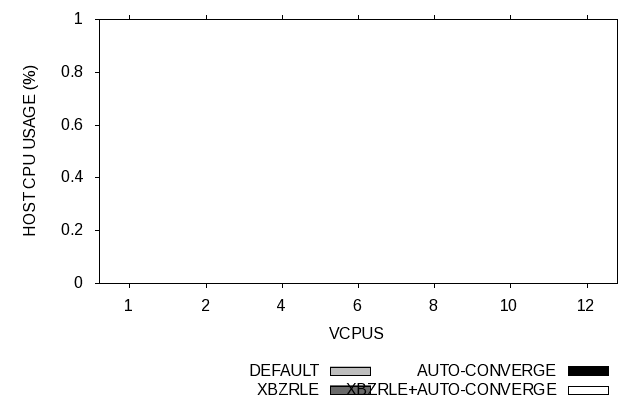 1
0.8
0.6
0.4
0.2
0
HOST CPU USAGE (%)
1 2 4 6 8 10 12
VCPUS
DEFAULT AUTO-CONVERGE
XBZRLE XBZRLE+AUTO-CONVERGE